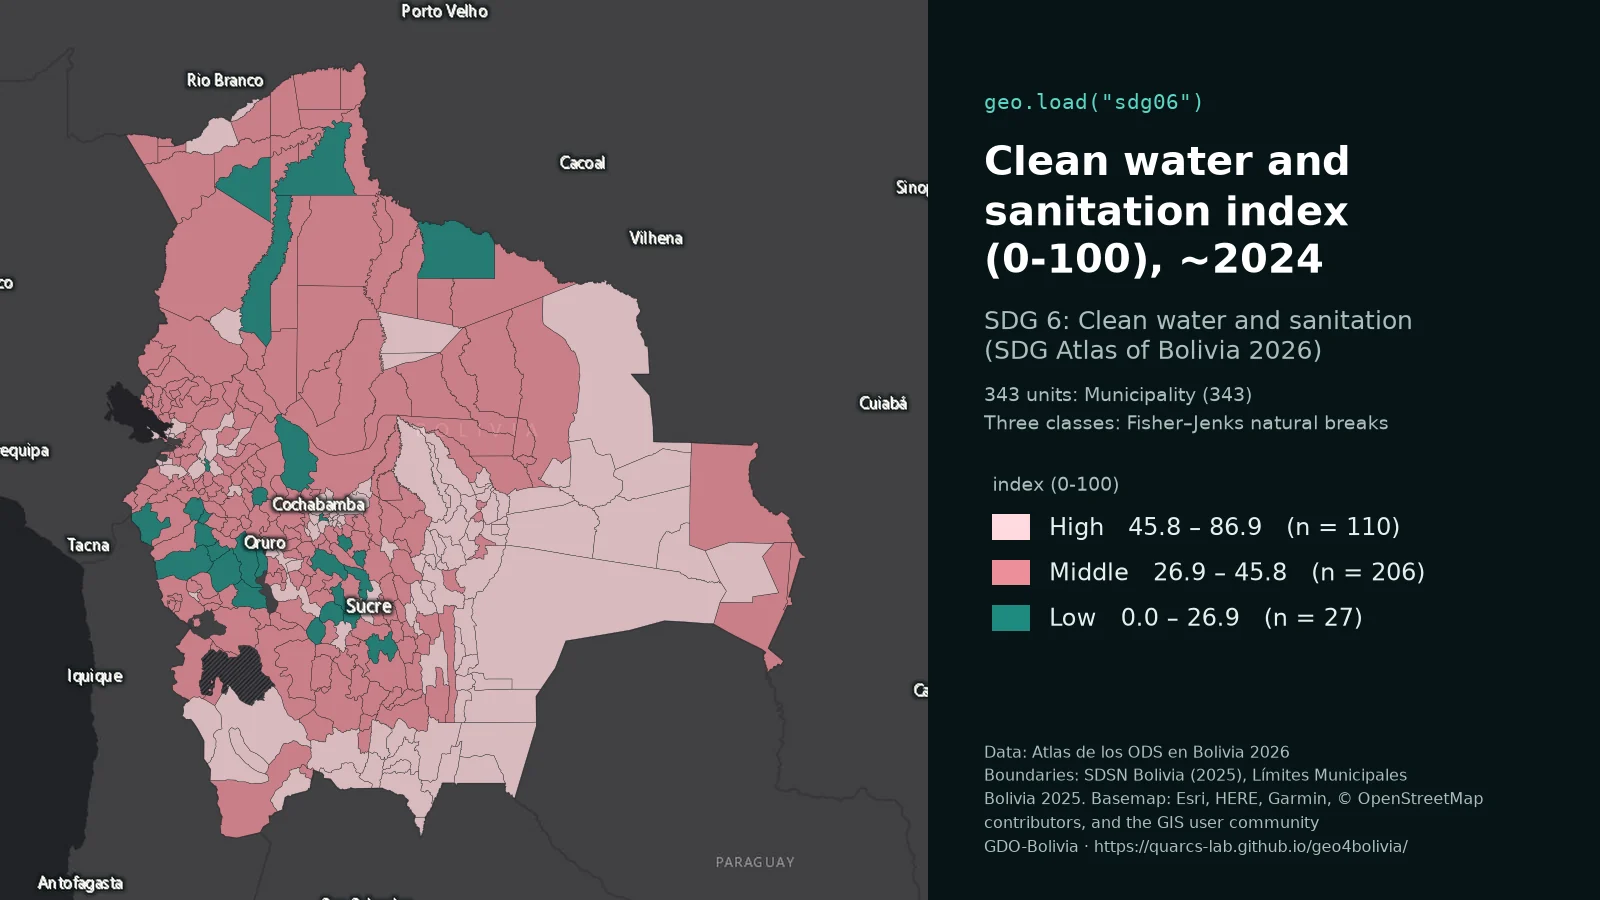 Porto Velho
Rio Branco
Cacoal
Vilhena
Cuiabá
BOLIVIA
Cochabamba
Tacna
Oruro
Sucre
Iquique
PARAGUAY
Antofagasta
geo.load("sdg06")
Clean water and
sanitation index
(0-100), ~2024
SDG 6: Clean water and sanitation
(SDG Atlas of Bolivia 2026)
343 units: Municipality (343)
Three classes: Fisher–Jenks natural breaks
index (0-100)
High 45.8 – 86.9 (n = 110)
Middle 26.9 – 45.8 (n = 206)
Low 0.0 – 26.9 (n = 27)
Data: Atlas de los ODS en Bolivia 2026
Boundaries: SDSN Bolivia (2025), Límites Municipales
Bolivia 2025. Basemap: Esri, HERE, Garmin, © OpenStreetMap
contributors, and the GIS user community
GDO-Bolivia · https://quarcs-lab.github.io/geo4bolivia/